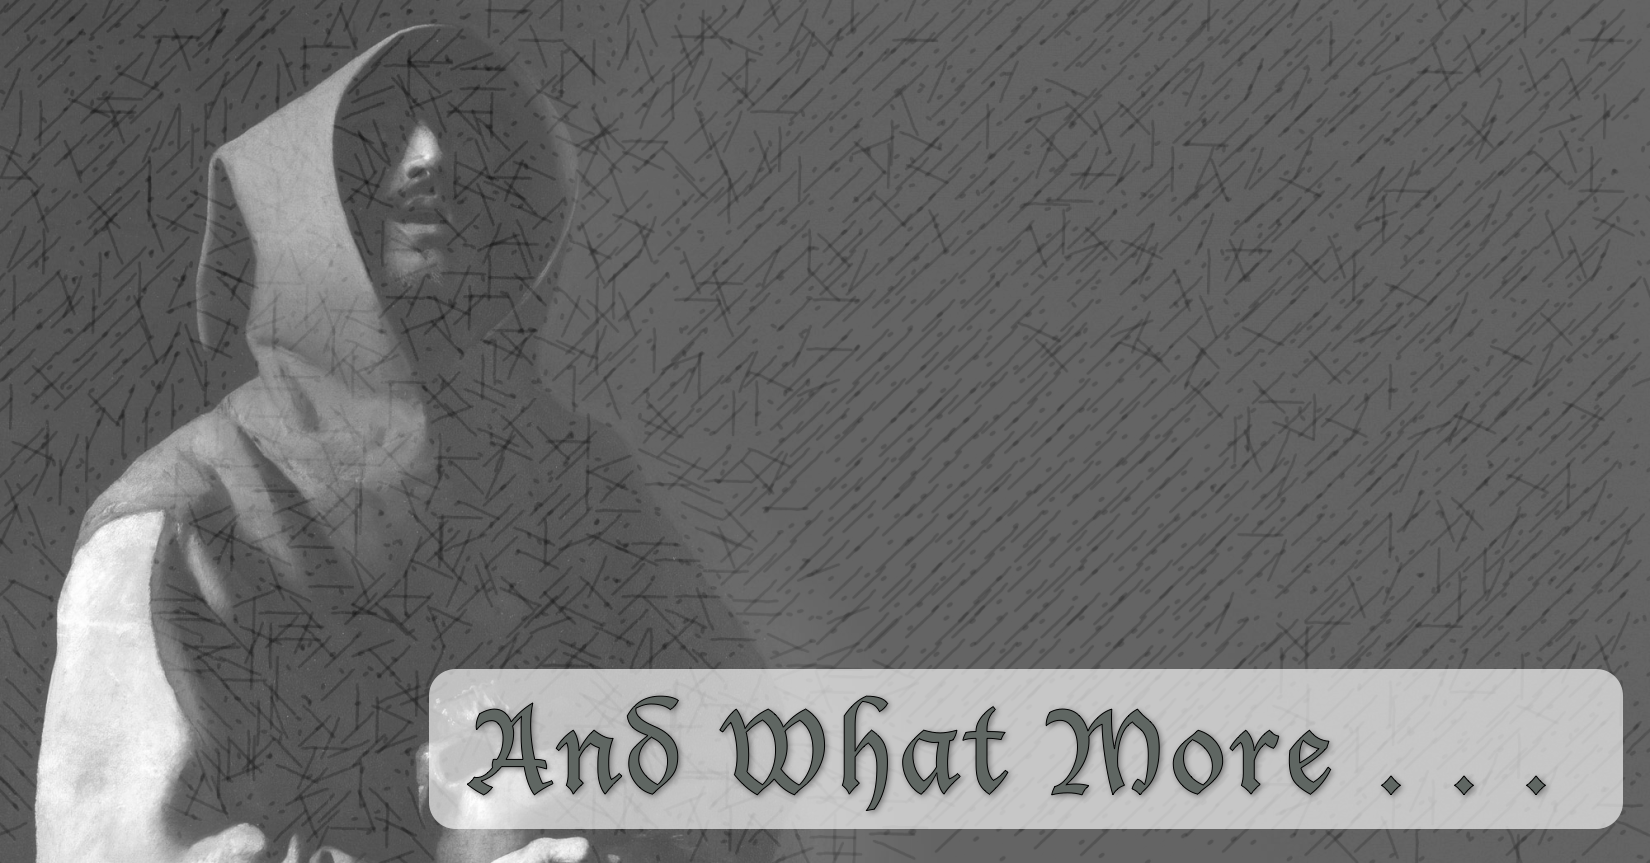 And What More . . .